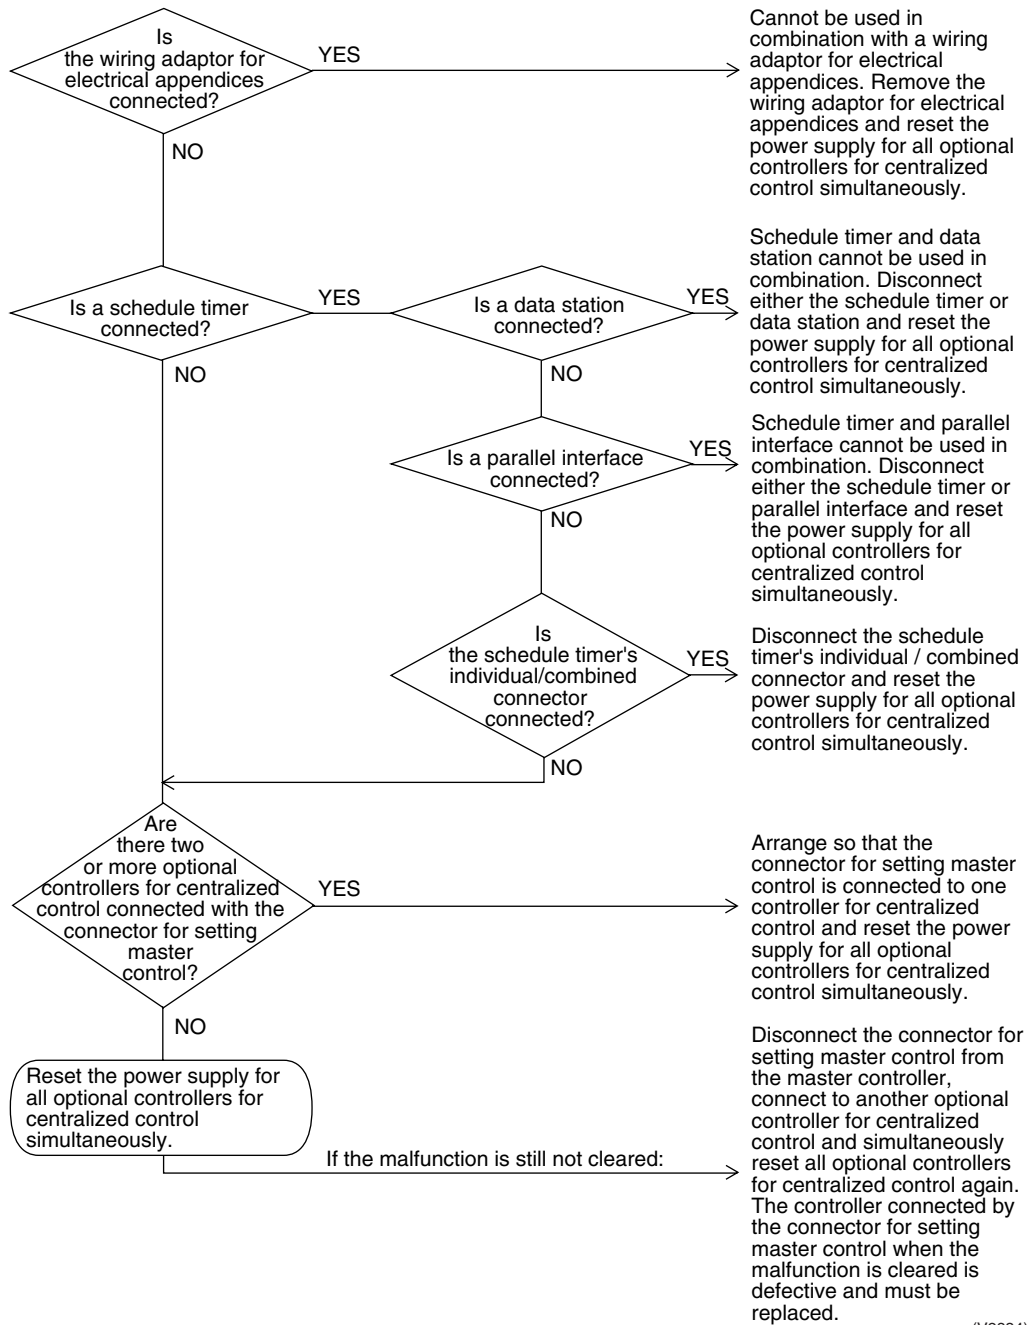 Is
the wiring adaptor for
electrical appendices
connected?
YES
Cannot be used in
combination with a wiring
adaptor for electrical
appendices. Remove the
wiring adaptor for electrical
appendices and reset the
power supply for all optional
controllers for centralized
control simultaneously.
NO
Is a schedule timer
connected?
YES
Is a data station
connected?
YES
Schedule timer and data
station cannot be used in
combination. Disconnect
either the schedule timer or
data station and reset the
power supply for all optional
controllers for centralized
control simultaneously.
NO
NO
Is a parallel interface
connected?
YES
Schedule timer and parallel
interface cannot be used in
combination. Disconnect
either the schedule timer or
parallel interface and reset
the power supply for all
optional controllers for
centralized control
simultaneously.
NO
Is
the schedule timer's
individual/combined
connector
connected?
YES
Disconnect the schedule
timer's individual / combined
connector and reset the
power supply for all optional
controllers for centralized
control simultaneously.
NO
Are
there two
or more optional
controllers for centralized
control connected with the
connector for setting
master
control?
YES
Arrange so that the
connector for setting master
control is connected to one
controller for centralized
control and reset the power
supply for all optional
controllers for centralized
control simultaneously.
NO
Reset the power supply for
all optional controllers for
centralized control
simultaneously.
If the malfunction is still not cleared:
Disconnect the connector for
setting master control from
the master controller,
connect to another optional
controller for centralized
control and simultaneously
reset all optional controllers
for centralized control again.
The controller connected by
the connector for setting
master control when the
malfunction is cleared is
defective and must be
replaced.